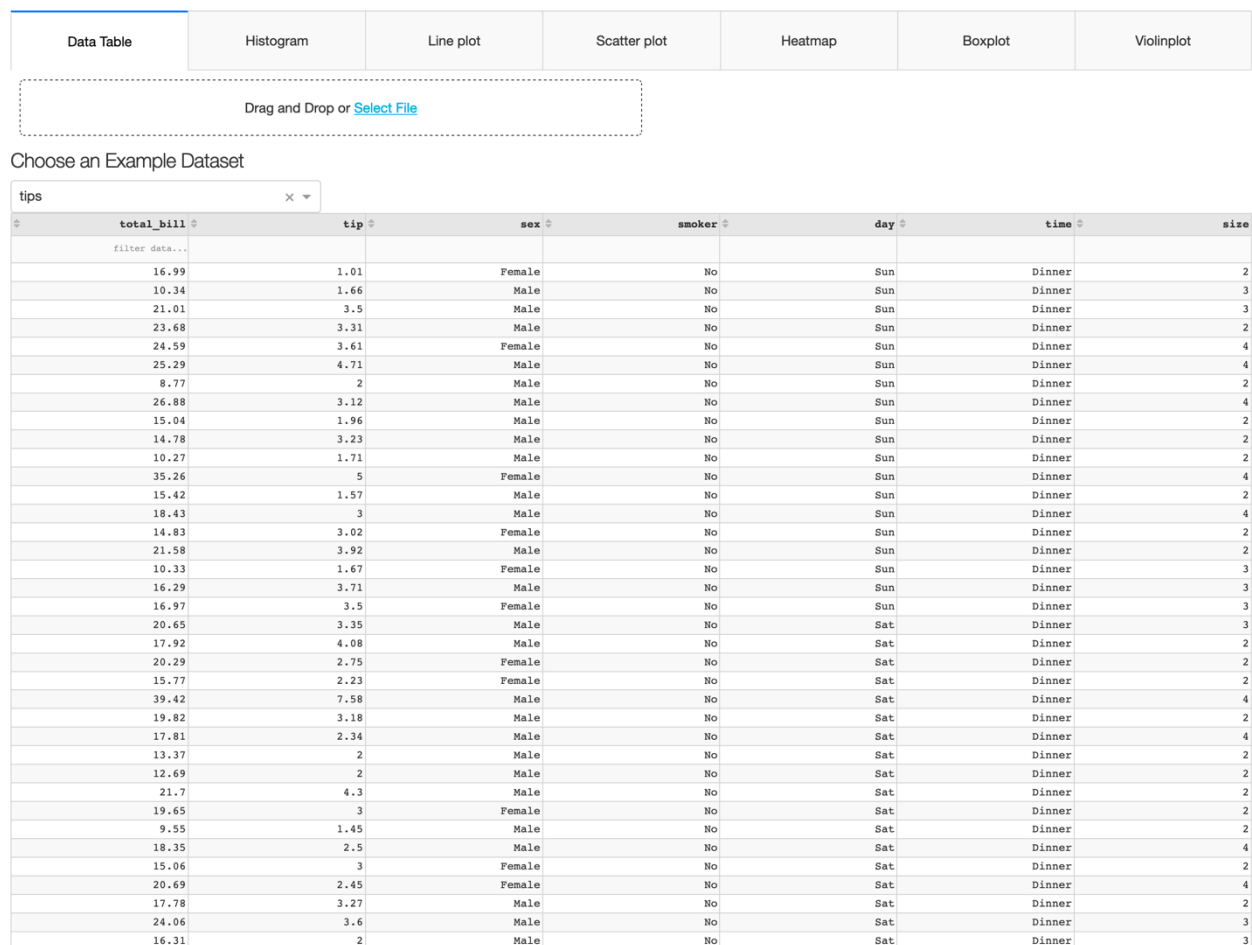 Data Table Histogram Line plot Scatter plot Heatmap Boxplot Violinplot
Drag and Drop or Select File
Choose an Example Dataset
tips
total_bill tip sex smoker day time size
filter data...
16.99 1.01 Female No Sun Dinner 2
10.34 1.66 Male No Sun Dinner 3
21.01 3.5 Male No Sun Dinner 3
23.68 3.31 Male No Sun Dinner 2
24.59 3.61 Female No Sun Dinner 4
25.29 4.71 Male No Sun Dinner 4
8.77 2 Male No Sun Dinner 2
26.88 3.12 Male No Sun Dinner 4
15.04 1.96 Male No Sun Dinner 2
14.78 3.23 Male No Sun Dinner 2
10.27 1.71 Male No Sun Dinner 2
35.26 5 Female No Sun Dinner 4
15.42 1.57 Male No Sun Dinner 2
18.43 3 Male No Sun Dinner 4
14.83 3.02 Female No Sun Dinner 2
21.58 3.92 Male No Sun Dinner 2
10.33 1.67 Female No Sun Dinner 3
16.29 3.71 Male No Sun Dinner 3
16.97 3.5 Female No Sun Dinner 3
20.65 3.35 Male No Sat Dinner 3
17.92 4.08 Male No Sat Dinner 2
20.29 2.75 Female No Sat Dinner 2
15.77 2.23 Female No Sat Dinner 2
39.42 7.58 Male No Sat Dinner 4
19.82 3.18 Male No Sat Dinner 2
17.81 2.34 Male No Sat Dinner 4
13.37 2 Male No Sat Dinner 2
12.69 2 Male No Sat Dinner 2
21.7 4.3 Male No Sat Dinner 2
19.65 3 Female No Sat Dinner 2
9.55 1.45 Male No Sat Dinner 2
18.35 2.5 Male No Sat Dinner 4
15.06 3 Female No Sat Dinner 2
20.69 2.45 Female No Sat Dinner 4
17.78 3.27 Male No Sat Dinner 2
24.06 3.6 Male No Sat Dinner 3
16.31 2 Male No Sat Dinner 3